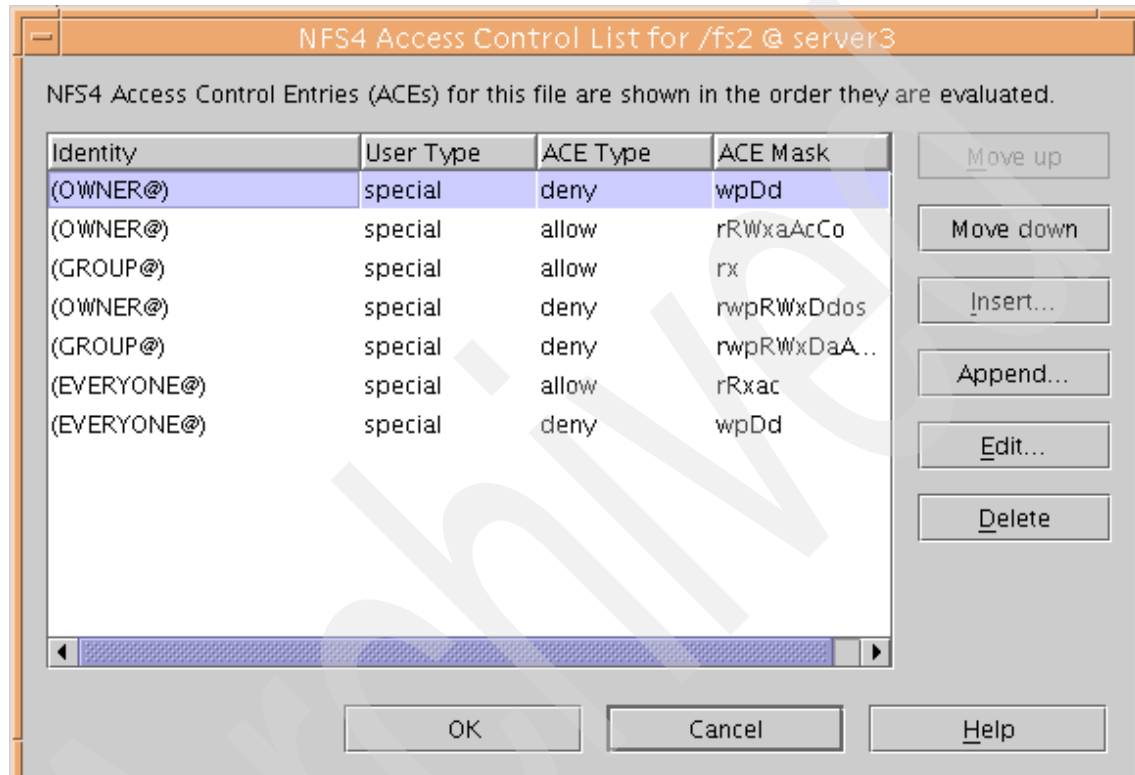 NFS4 Access Control List for /fs2 @ server3
NFS4 Access Control Entries (ACEs) for this file are shown in the order they are evaluated.
Identity User Type ACE Type ACE Mask
(OWNER@) special deny wpDd
(OWNER@) special allow rRWxaAcCo
(GROUP@) special allow rx
(OWNER@) special deny rwpRWxDdos
(GROUP@) special deny rwpRWxDaA...
(EVERYONE@) special allow rRxac
(EVERYONE@) special deny wpDd
Move up
Move down
Insert...
Append...
Edit...
Delete
OK Cancel Help
Archived